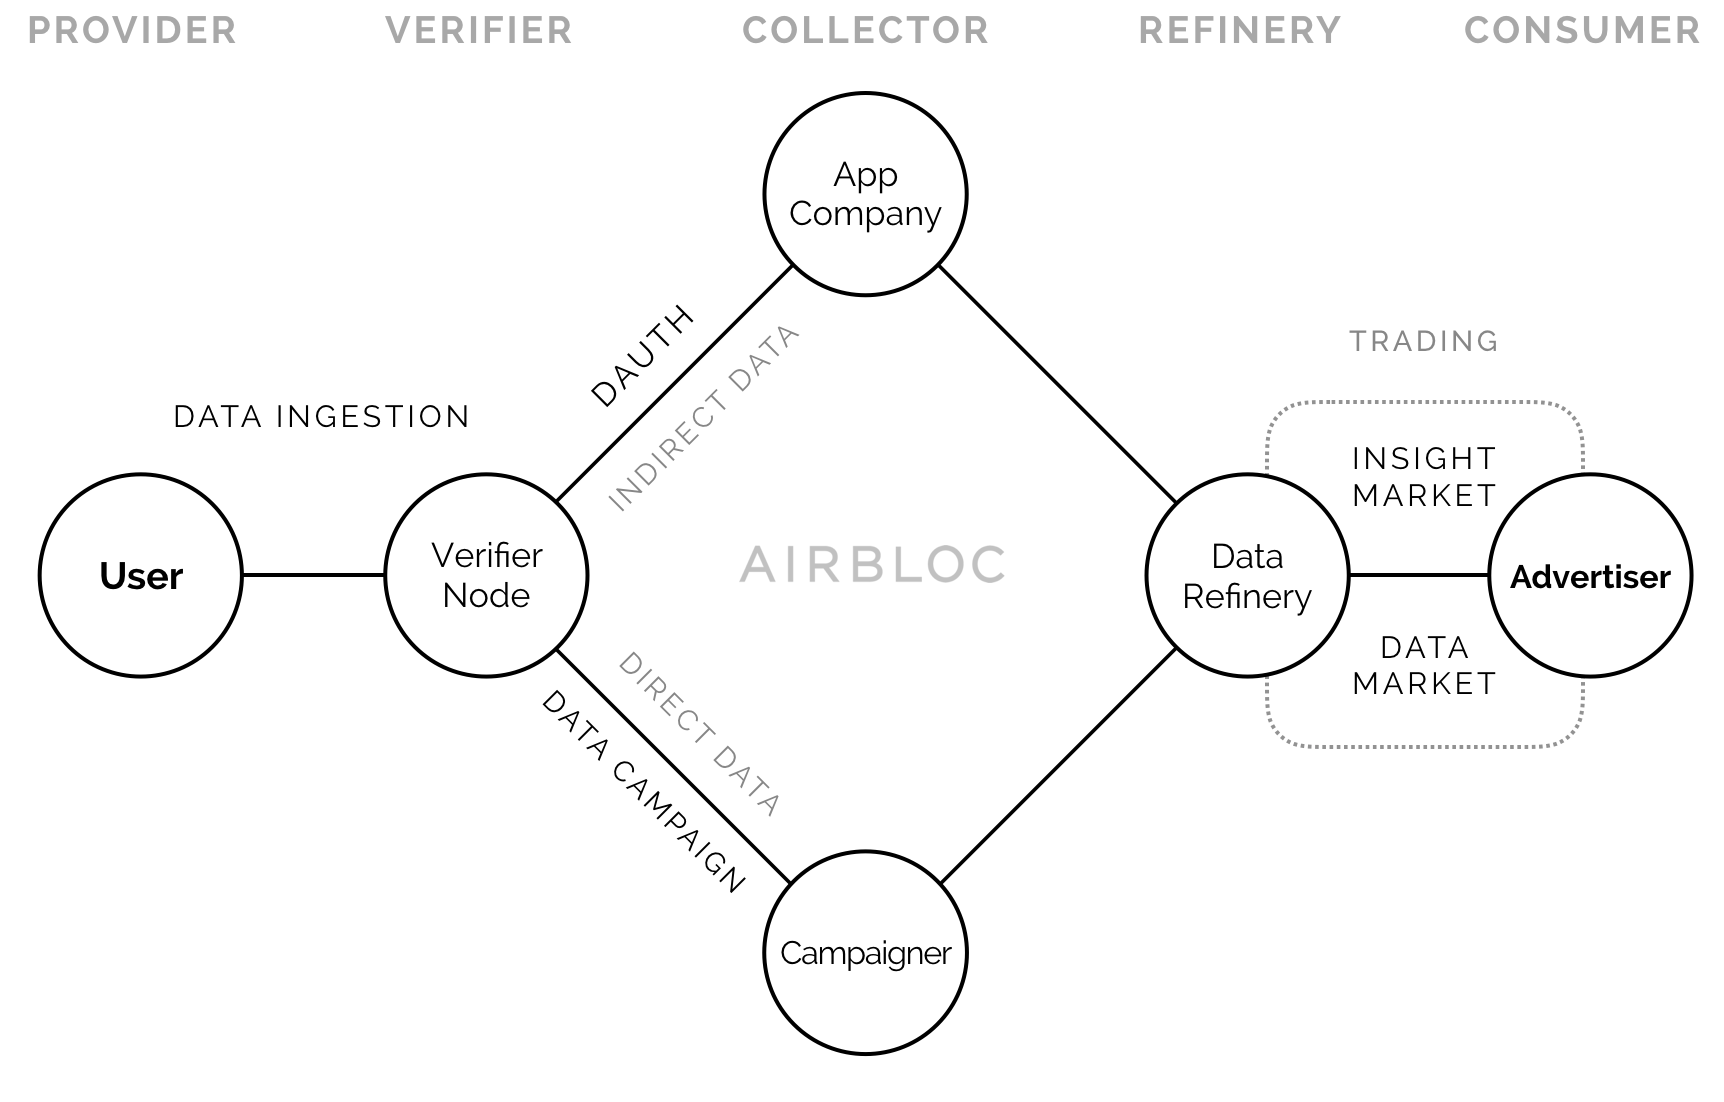 PROVIDER
VERIFIER
COLLECTOR
REFINERY
CONSUMER
App
Company
DAUTH
INDIRECT DATA
TRADING
DATA INGESTION
INSIGHT
MARKET
User
Verifier
Node
AIRBLOC
Data
Refinery
Advertiser
DATA
MARKET
DIRECT DATA
DATA CAMPAIGN
Campaigner